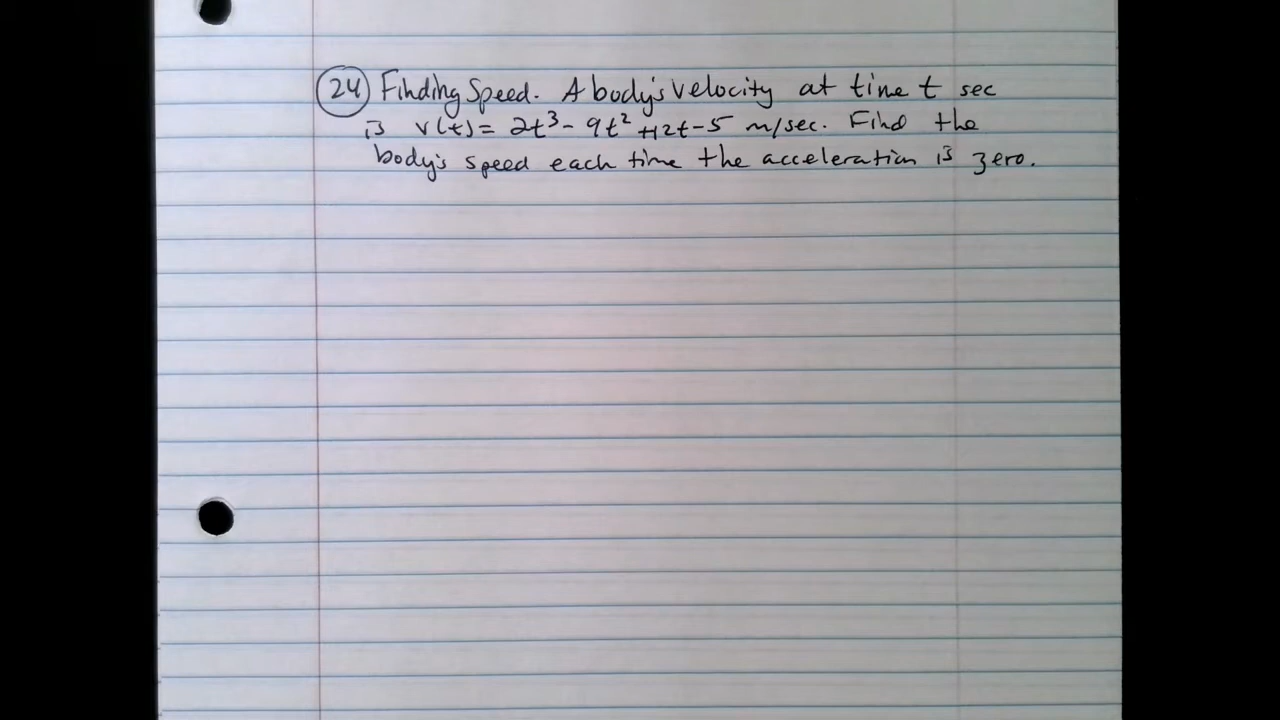 24 Finding Speed. A body's velocity at time t sec
is v(t) = 2t³ - 9t² + 12t - 5 m/sec. Find the
body's speed each time the acceleration is zero.